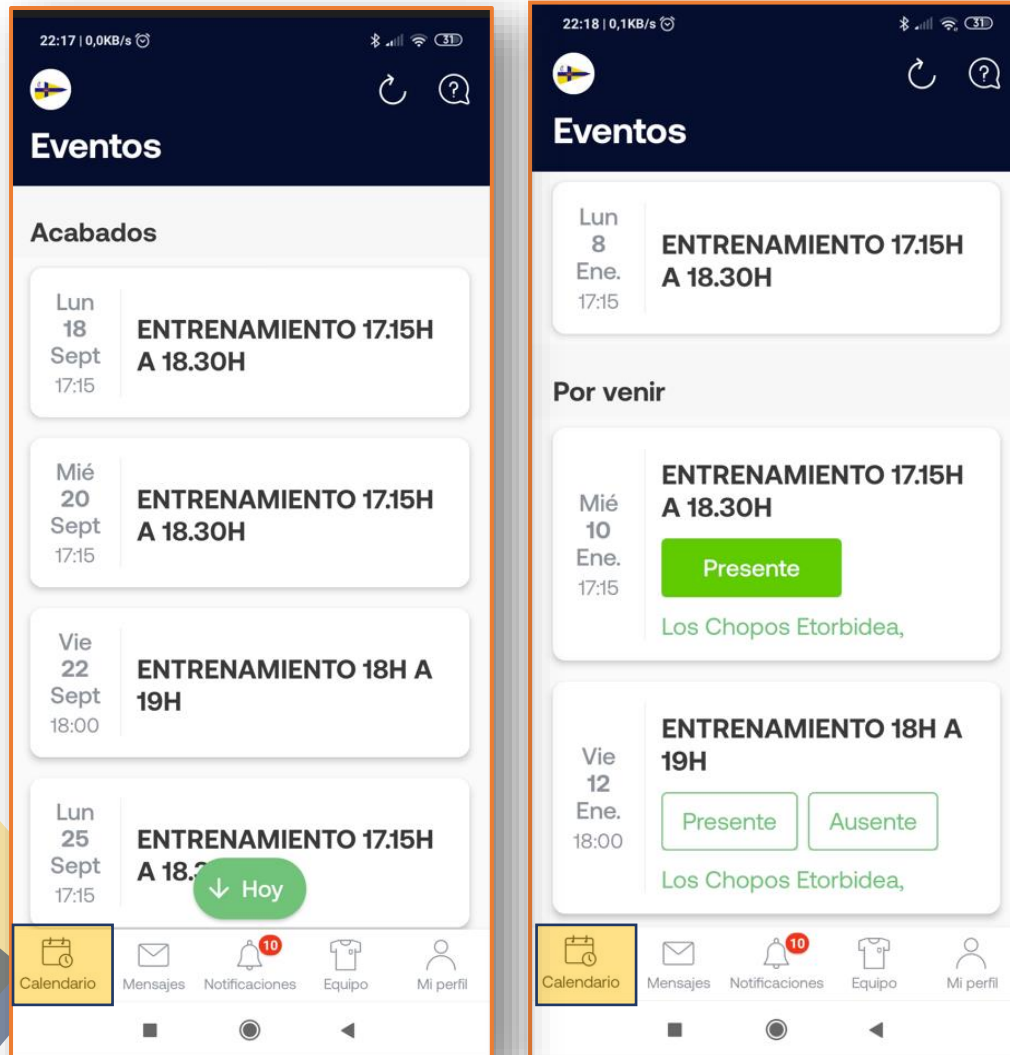 22:17 | 0,0KB/s
31
Eventos
Acabados
Lun
18
Sept
17:15
ENTRENAMIENTO 17.15H
A 18.30H
Mié
20
Sept
17:15
ENTRENAMIENTO 17.15H
A 18.30H
Vie
22
Sept
18:00
ENTRENAMIENTO 18H A
19H
Lun
25
Sept
17:15
ENTRENAMIENTO 17.15H
A 18.3
Hoy
10
Calendario
Mensajes
Notificaciones
Equipo
Mi perfil
22:18 | 0,1KB/s
31
Eventos
Lun
8
Ene.
17:15
ENTRENAMIENTO 17.15H
A 18.30H
Por venir
Mié
10
Ene.
17:15
ENTRENAMIENTO 17.15H
A 18.30H
Presente
Los Chopos Etorbidea,
Vie
12
Ene.
18:00
ENTRENAMIENTO 18H A
19H
Presente
Ausente
Los Chopos Etorbidea,
10
Calendario
Mensajes
Notificaciones
Equipo
Mi perfil